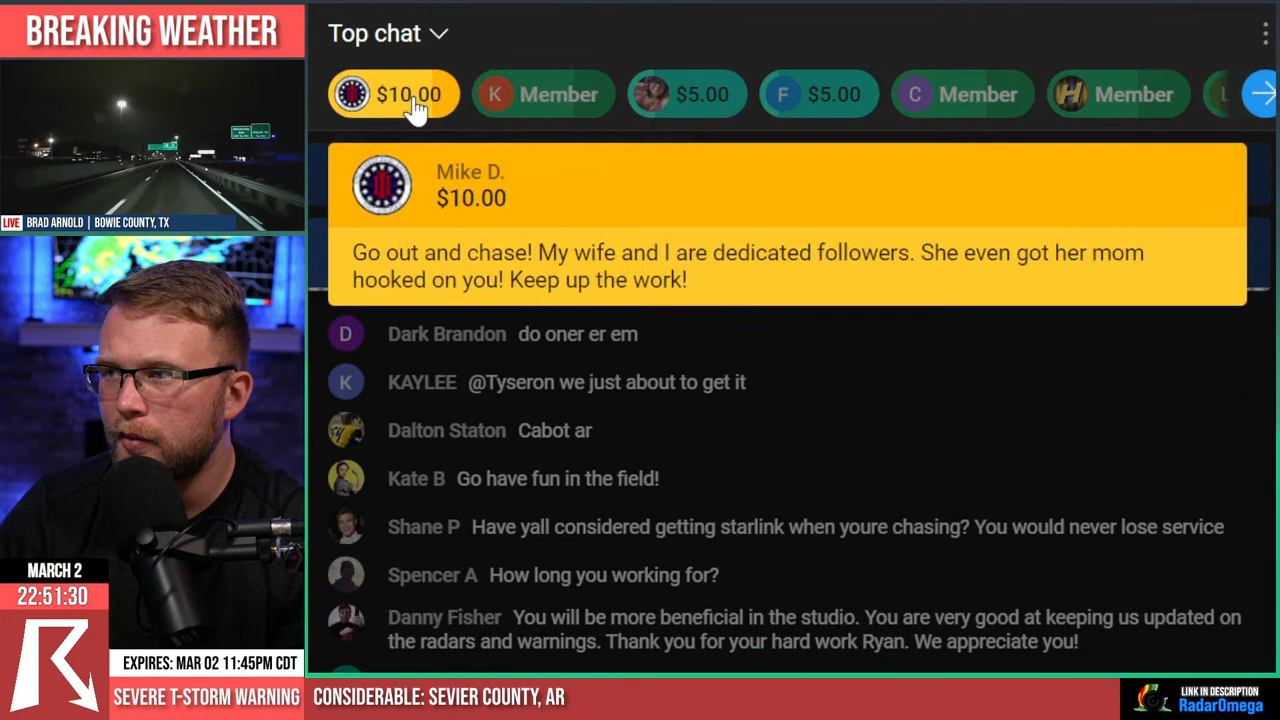 BREAKING WEATHER
LIVE BRAD ARNOLD | BOWIE COUNTY, TX
MARCH 2
22:51:30
EXPIRES: MAR 02 11:45PM CDT
SEVERE T-STORM WARNING
CONSIDERABLE: SEVIER COUNTY, AR
LINK IN DESCRIPTION
RadarOmega
Top chat
$10.00 K Member $5.00 F $5.00 C Member H Member L
Mike D.
$10.00
Go out and chase! My wife and I are dedicated followers. She even got her mom
hooked on you! Keep up the work!
D Dark Brandon do oner er em
K KAYLEE @Tyseron we just about to get it
Dalton Staton Cabot ar
Kate B Go have fun in the field!
Shane P Have yall considered getting starlink when youre chasing? You would never lose service
Spencer A How long you working for?
Danny Fisher You will be more beneficial in the studio. You are very good at keeping us updated on
the radars and warnings. Thank you for your hard work Ryan. We appreciate you!